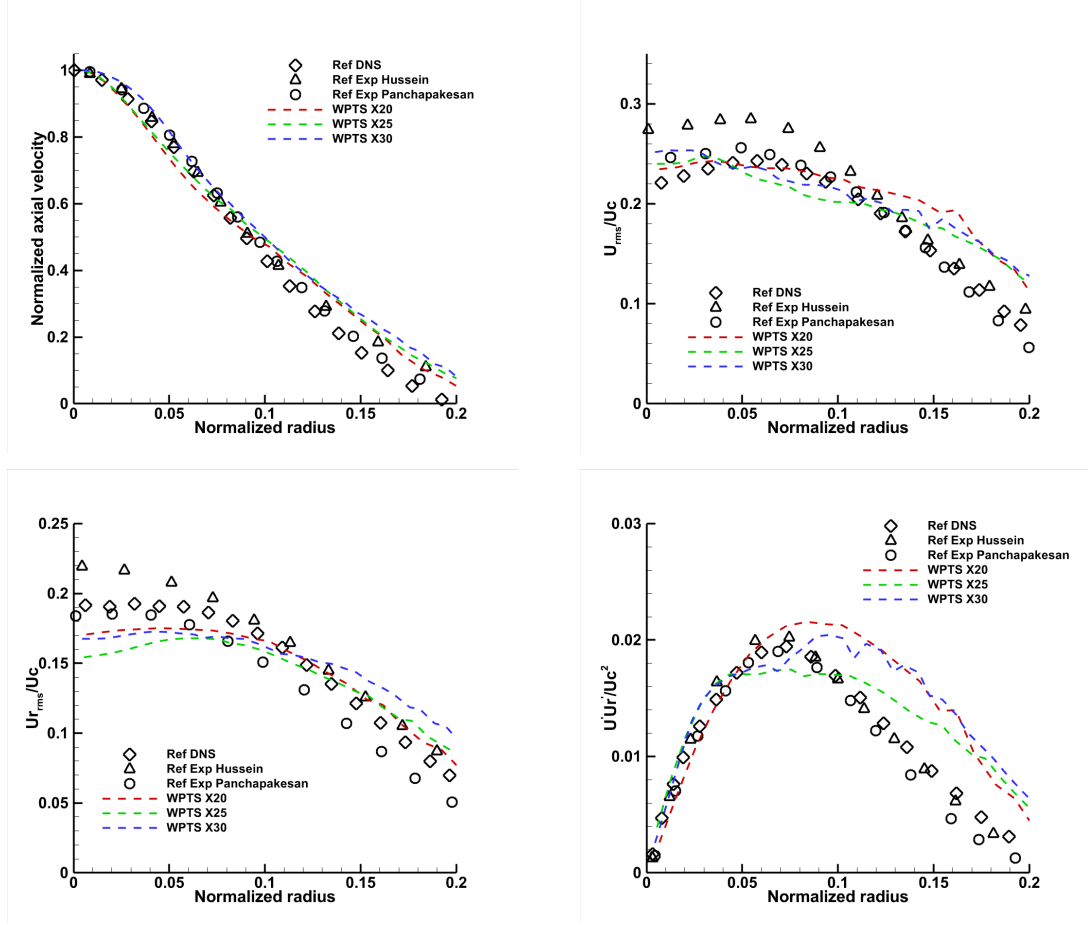 1
0.8
0.6
0.4
0.2
0
0
0.05
0.1
0.15
0.2
Normalized axial velocity
Normalized radius
Ref DNS
Ref Exp Hussein
Ref Exp Panchapakesan
WPTS X20
WPTS X25
WPTS X30
0.3
0.2
0.1
0
0
0.05
0.1
0.15
0.2
Urms/Uc
Normalized radius
Ref DNS
Ref Exp Hussein
Ref Exp Panchapakesan
WPTS X20
WPTS X25
WPTS X30
0.25
0.2
0.15
0.1
0.05
0
0
0.05
0.1
0.15
0.2
Urrms/Uc
Normalized radius
Ref DNS
Ref Exp Hussein
Ref Exp Panchapakesan
WPTS X20
WPTS X25
WPTS X30
0.03
0.02
0.01
0
0
0.05
0.1
0.15
0.2
U'Ur'/Uc²
Normalized radius
Ref DNS
Ref Exp Hussein
Ref Exp Panchapakesan
WPTS X20
WPTS X25
WPTS X30